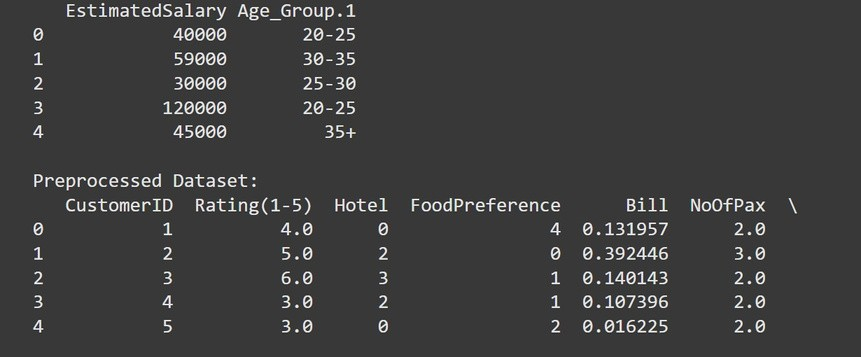 EstimatedSalary Age_Group.1
0 40000 20-25
1 59000 30-35
2 30000 25-30
3 120000 20-25
4 45000 35+
Preprocessed Dataset:
CustomerID Rating(1-5) Hotel FoodPreference Bill NoOfPax \
0 1 4.0 0 4 0.131957 2.0
1 2 5.0 2 0 0.392446 3.0
2 3 6.0 3 1 0.140143 2.0
3 4 3.0 2 1 0.107396 2.0
4 5 3.0 0 2 0.016225 2.0